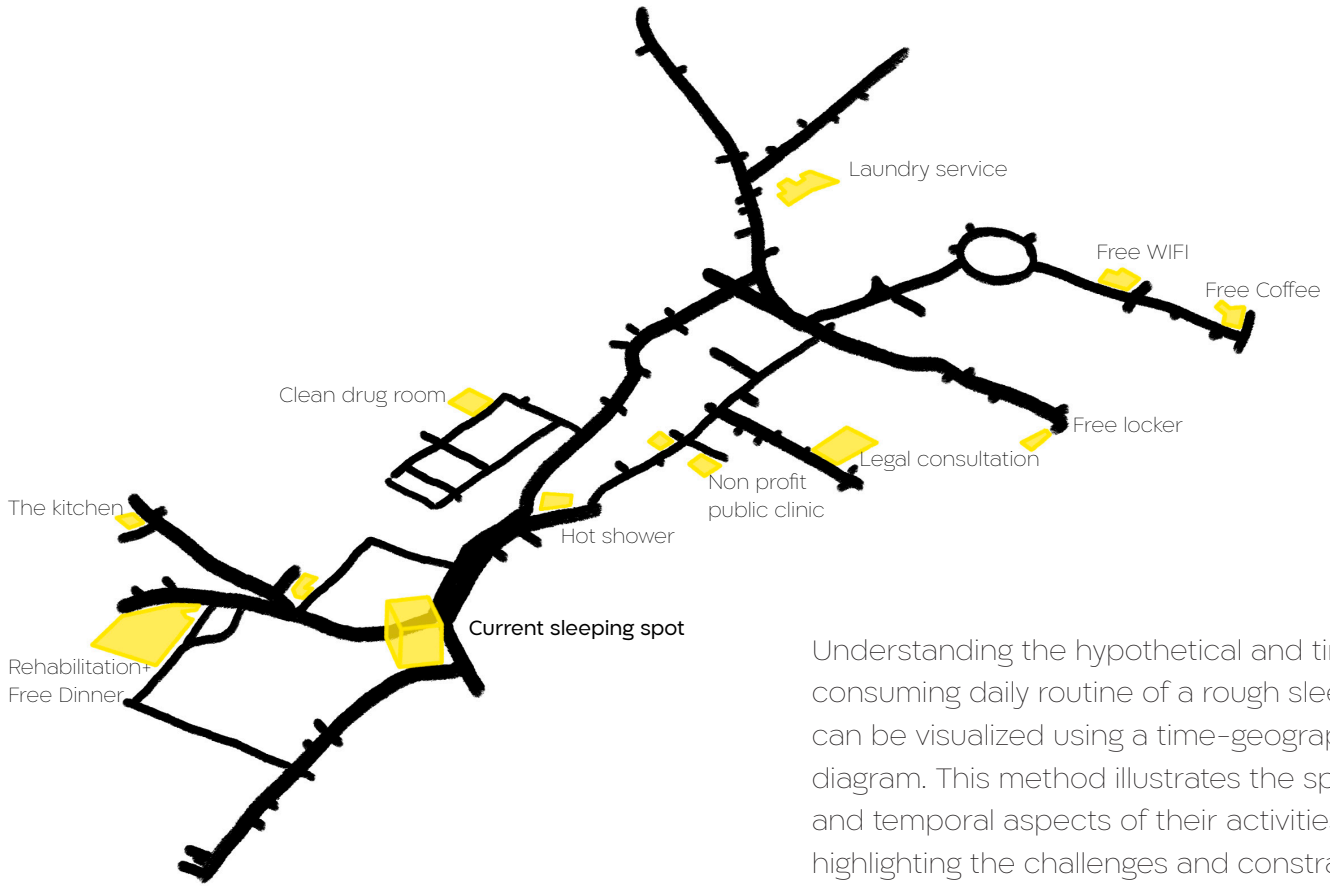 Laundry service
Free WIFI
Free Coffee
Clean drug room
Free locker
Legal consultation
Non profit
public clinic
The kitchen
Hot shower
Current sleeping spot
Rehabilitation+
Free Dinner
Understanding the hypothetical and
consuming daily routine of a rough
can be visualized using a
diagram. This method illustrates the
and temporal aspects of their
highlighting the challenges and